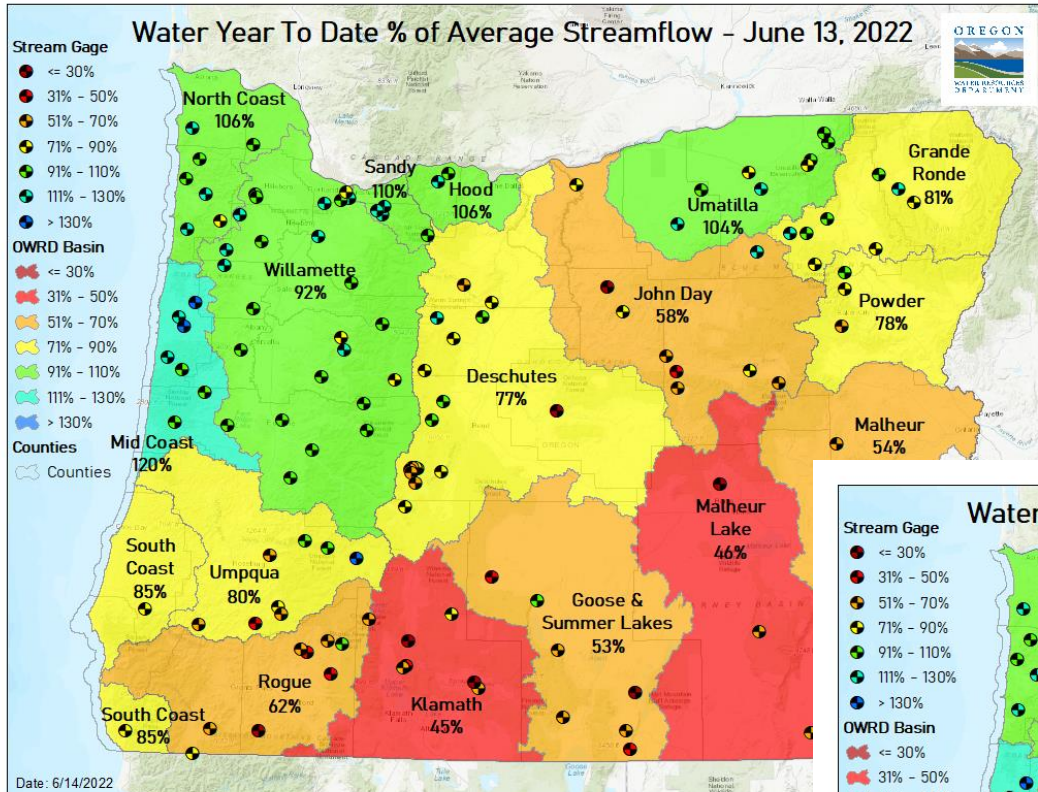 Water Year To Date % of Average Streamflow - June 13, 2022
OREGON
WATER RESOURCES
DEPARTMENT
Stream Gage
<= 30%
31% - 50%
51% - 70%
71% - 90%
91% - 110%
111% - 130%
> 130%
OWRD Basin
<= 30%
31% - 50%
51% - 70%
71% - 90%
91% - 110%
111% - 130%
> 130%
Counties
Counties
North Coast
106%
Sandy
110%
Hood
106%
Umatilla
104%
Grande
Ronde
81%
Willamette
92%
John Day
58%
Powder
78%
Deschutes
77%
Malheur
54%
Mid Coast
120%
Malheur
Lake
46%
South
Coast
85%
Umpqua
80%
Goose &
Summer Lakes
53%
Rogue
62%
Klamath
45%
South Coast
85%
Date: 6/14/2022
Water
Stream Gage
<= 30%
31% - 50%
51% - 70%
71% - 90%
91% - 110%
111% - 130%
> 130%
OWRD Basin
<= 30%
31% - 50%